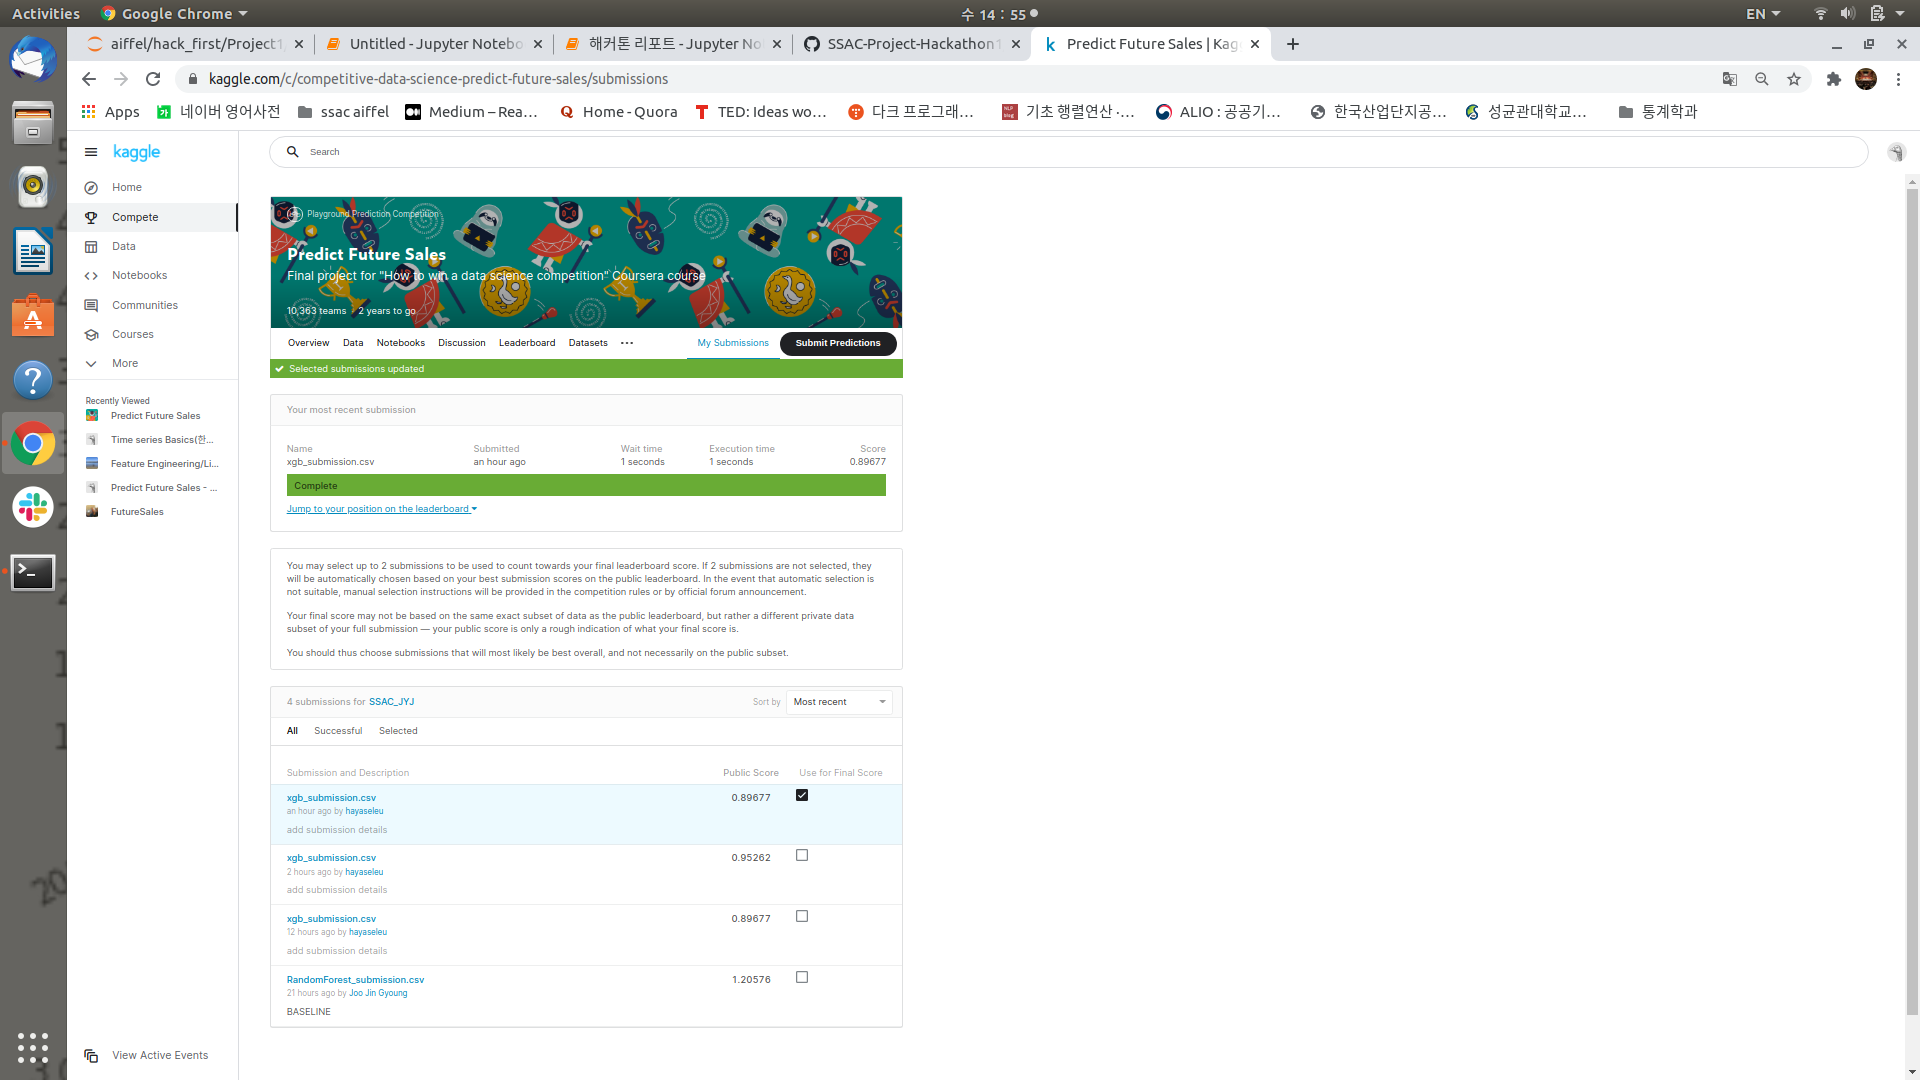 Activities
Google Chrome
수 14 : 55
EN
aiffel/hack_first/Project1
Untitled - Jupyter Notebo
해커톤 리포트 - Jupyter No
SSAC-Project-Hackathon1
Predict Future Sales | Kag
kaggle.com/c/competitive-data-science-predict-future-sales/submissions
Apps
네이버 영어사전
ssac aiffel
Medium – Rea...
Home - Quora
TED: Ideas wo...
다크 프로그래...
기초 행렬연산 -...
ALIO : 공공기...
한국산업단지공...
성균관대학교...
통계학과
kaggle
Search
Home
Compete
Data
Notebooks
Communities
Courses
More
Recently Viewed
Predict Future Sales
Time series Basics(한...
Feature Engineering/Li...
Predict Future Sales - ...
FutureSales
View Active Events
Playground Prediction Competition
Predict Future Sales
Final project for "How to win a data science competition" Coursera course
10,363 teams · 2 years to go
Overview Data Notebooks Discussion Leaderboard Datasets ··· My Submissions Submit Predictions
Selected submissions updated
Your most recent submission
Name Submitted Wait time Execution time Score
xgb_submission.csv an hour ago 1 seconds 1 seconds 0.89677
Complete
Jump to your position on the leaderboard
You may select up to 2 submissions to be used to count towards your final leaderboard score. If 2 submissions are not selected, they
will be automatically chosen based on your best submission scores on the public leaderboard. In the event that automatic selection is
not suitable, manual selection instructions will be provided in the competition rules or by official forum announcement.
Your final score may not be based on the same exact subset of data as the public leaderboard, but rather a different private data
subset of your full submission — your public score is only a rough indication of what your final score is.
You should thus choose submissions that will most likely be best overall, and not necessarily on the public subset.
4 submissions for SSAC_JYJ Sort by Most recent
All Successful Selected
Submission and Description Public Score Use for Final Score
xgb_submission.csv 0.89677
an hour ago by hayaseleu
add submission details
xgb_submission.csv 0.95262
2 hours ago by hayaseleu
add submission details
xgb_submission.csv 0.89677
12 hours ago by hayaseleu
add submission details
RandomForest_submission.csv 1.20576
21 hours ago by Joo Jin Gyoung
BASELINE